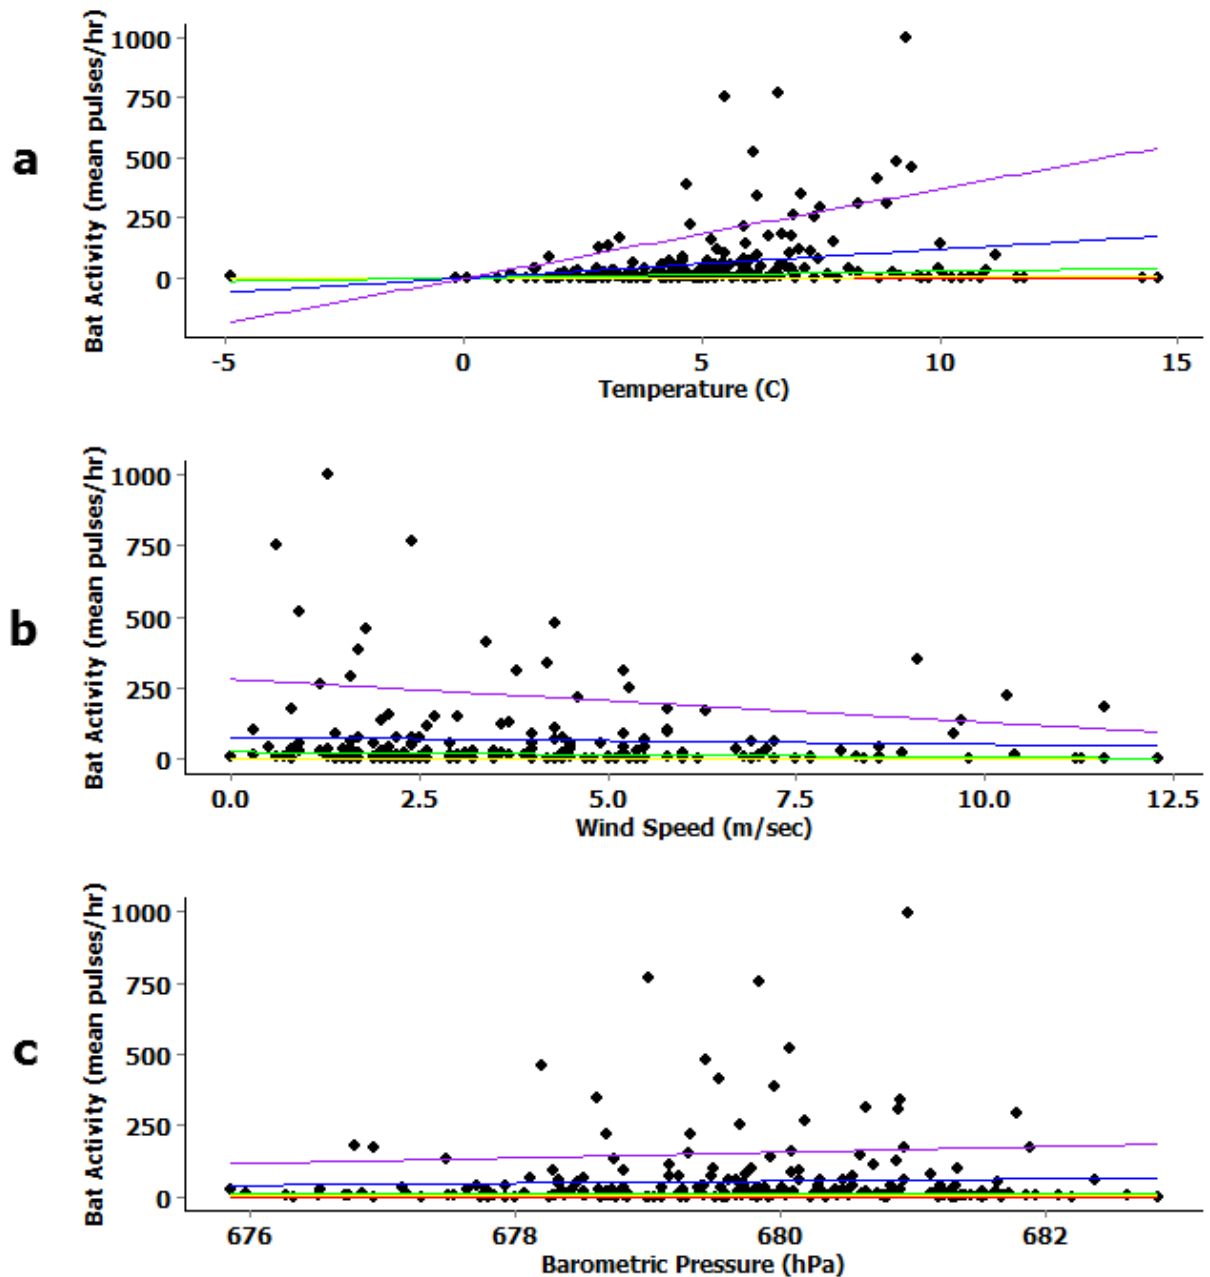 a
Bat Activity (mean pulses/hr)
1000
750
500
250
0
-5 0 5 10 15
Temperature (C)
b
Bat Activity (mean pulses/hr)
1000
750
500
250
0
0.0 2.5 5.0 7.5 10.0 12.5
Wind Speed (m/sec)
c
Bat Activity (mean pulses/hr)
1000
750
500
250
0
676 678 680 682
Barometric Pressure (hPa)